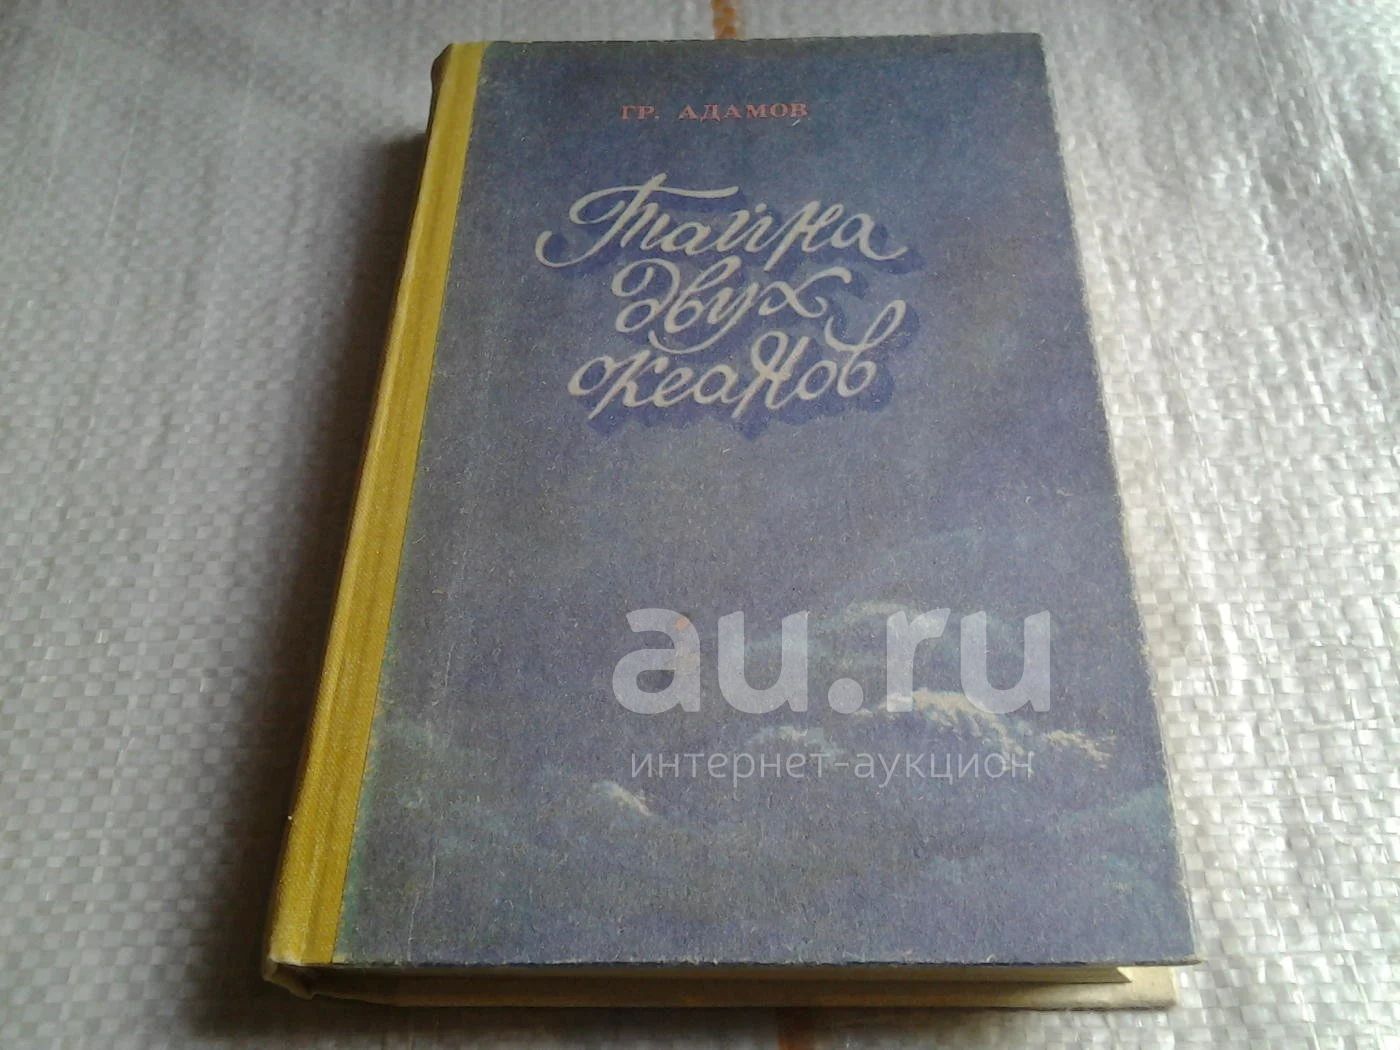 ГР. АДАМОВ
Тайна
двух
океанов
au.ru
интернет-аукцион